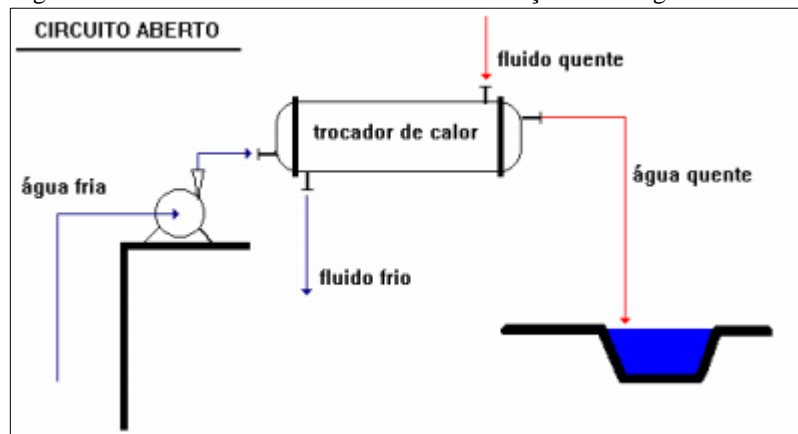 CIRCUITO ABERTO
fluido quente
trocador de calor
água fria
água quente
fluido frio